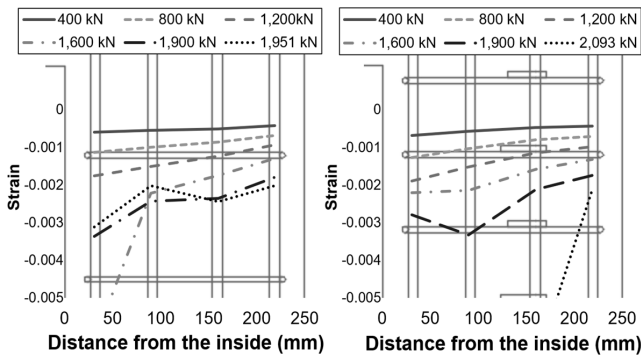 400 kN 800 kN 1,200kN
1,600 kN 1,900 kN 1,951 kN
Strain
0
-0.001
-0.002
-0.003
-0.004
-0.005
0 50 100 150 200 250 300
Distance from the inside (mm)
400 kN 800 kN 1,200 kN
1,600 kN 1,900 kN 2,093 kN
Strain
0
-0.001
-0.002
-0.003
-0.004
-0.005
0 50 100 150 200 250 300
Distance from the inside (mm)